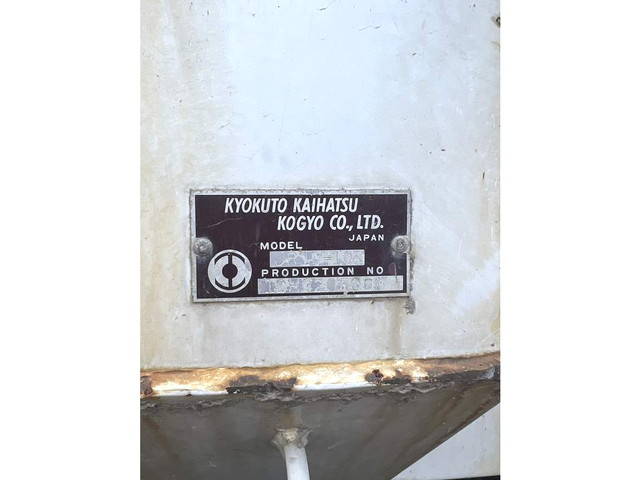 KYOKUTO KAIHATSU
KOGYO CO., LTD.
JAPAN
MODEL
PRODUCTION NO